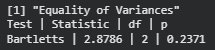 [1] "Equality of Variances"
Test | Statistic | df | p
Bartletts | 2.8786 | 2 | 0.2371